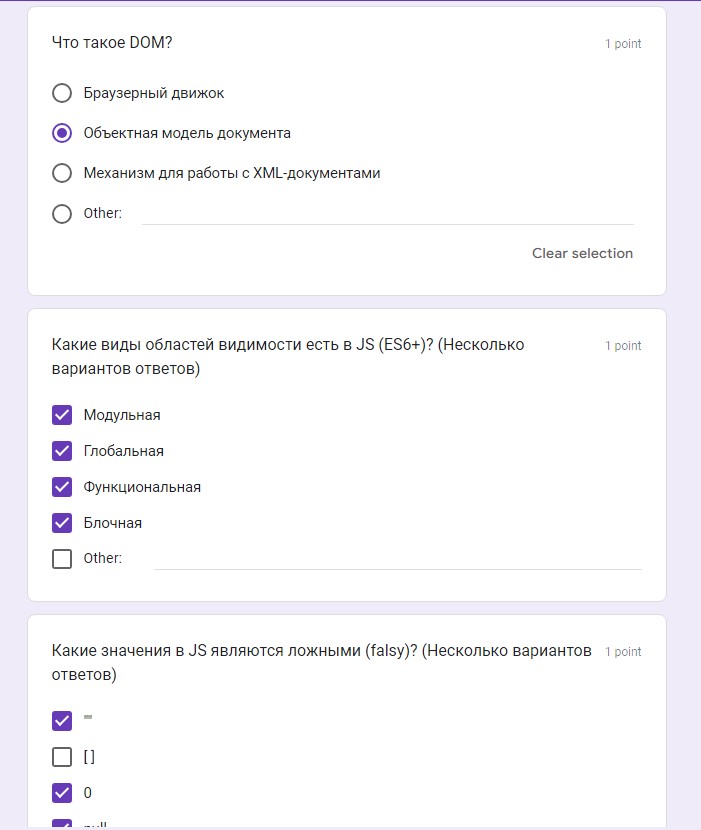 Что такое DOM?
1 point
Браузерный движок
Объектная модель документа
Механизм для работы с XML-документами
Other:
Clear selection
Какие виды областей видимости есть в JS (ES6+)? (Несколько
вариантов ответов)
1 point
Модульная
Глобальная
Функциональная
Блочная
Other:
Какие значения в JS являются ложными (falsy)? (Несколько вариантов
ответов)
1 point
""
[ ]
0
null